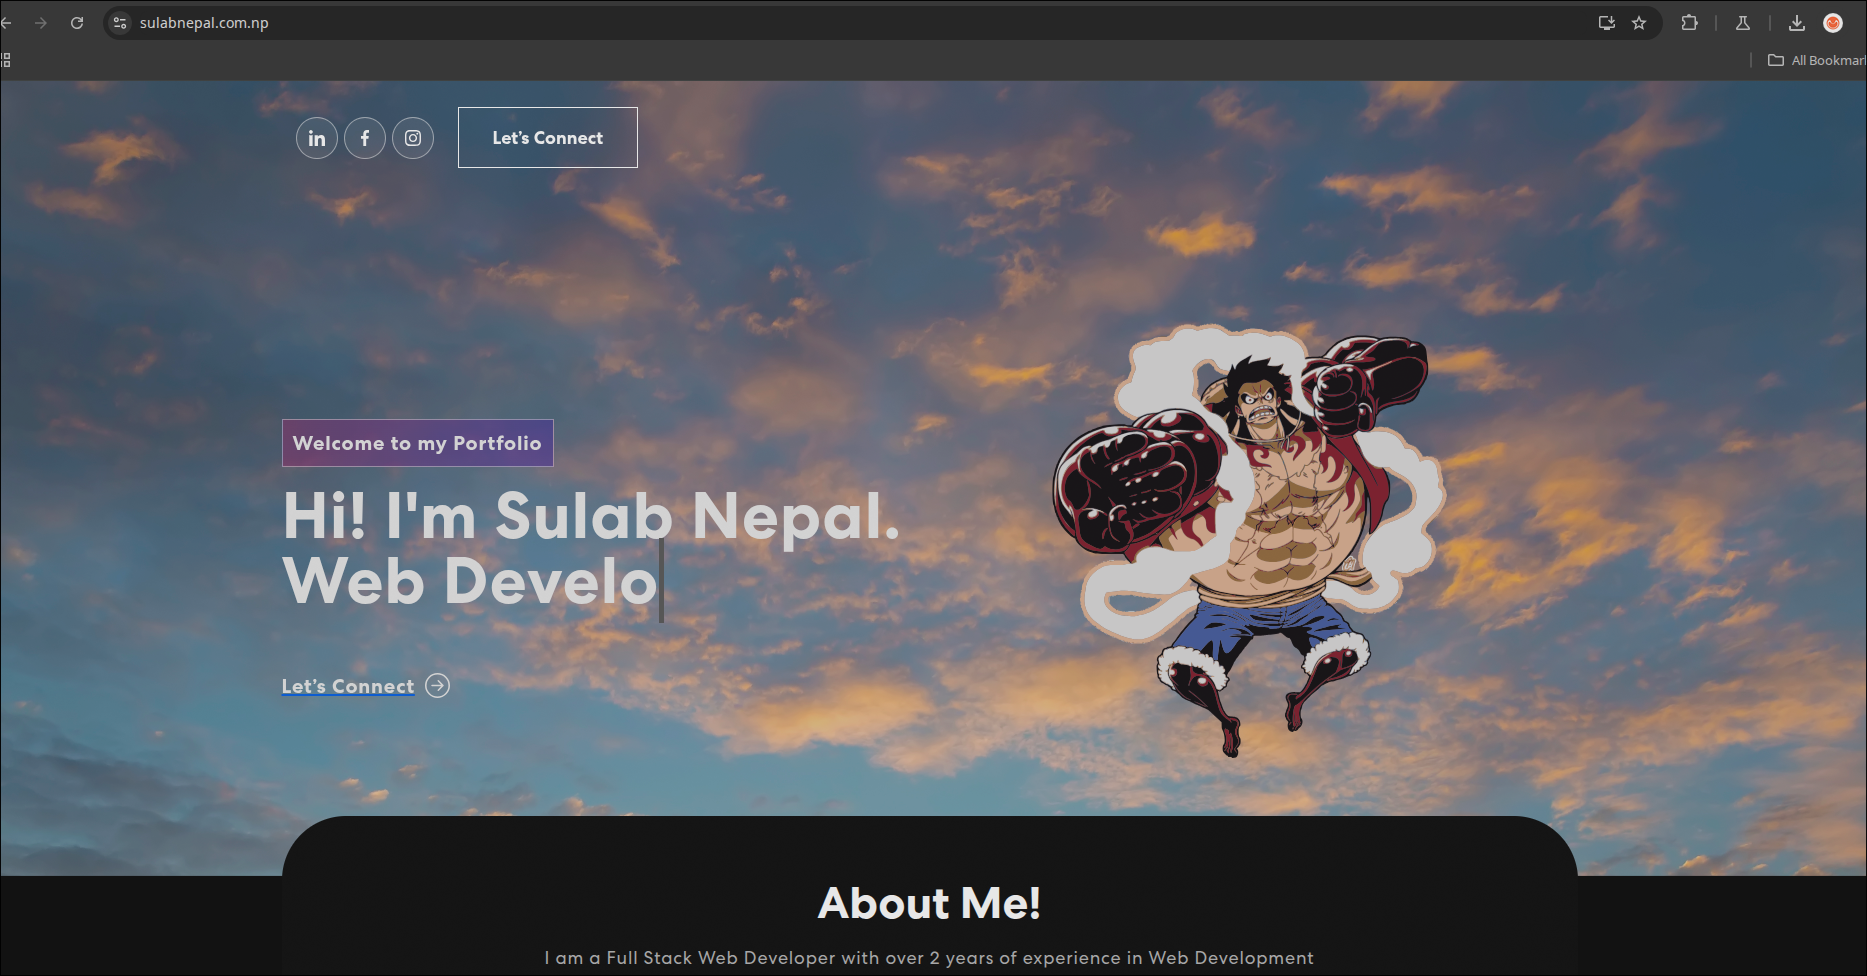 sulabnepal.com.np
All Bookmar
in f Let's Connect
Welcome to my Portfolio
Hi! I'm Sulab Nepal.
Web Develo
Let's Connect
About Me!
I am a Full Stack Web Developer with over 2 years of experience in Web Development